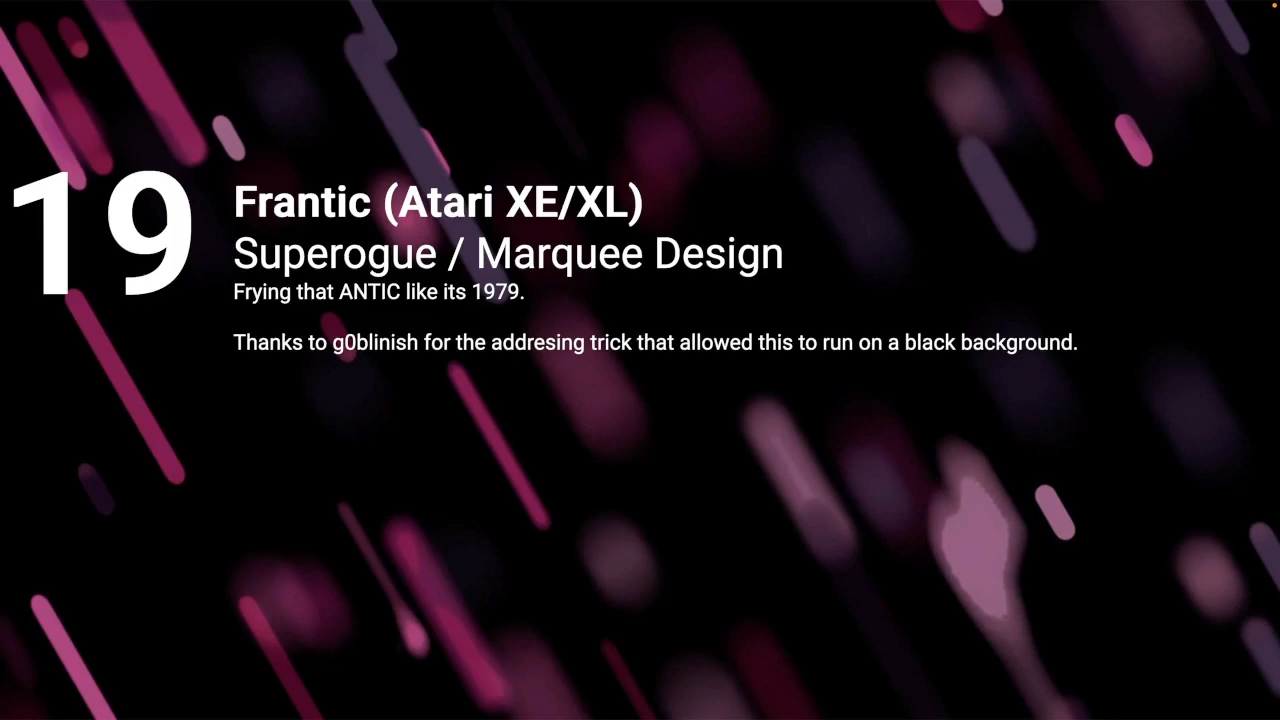 19
Frantic (Atari XE/XL)
Superogue / Marquee Design
Frying that ANTIC like its 1979.
Thanks to g0blinish for the addresing trick that allowed this to run on a black background.